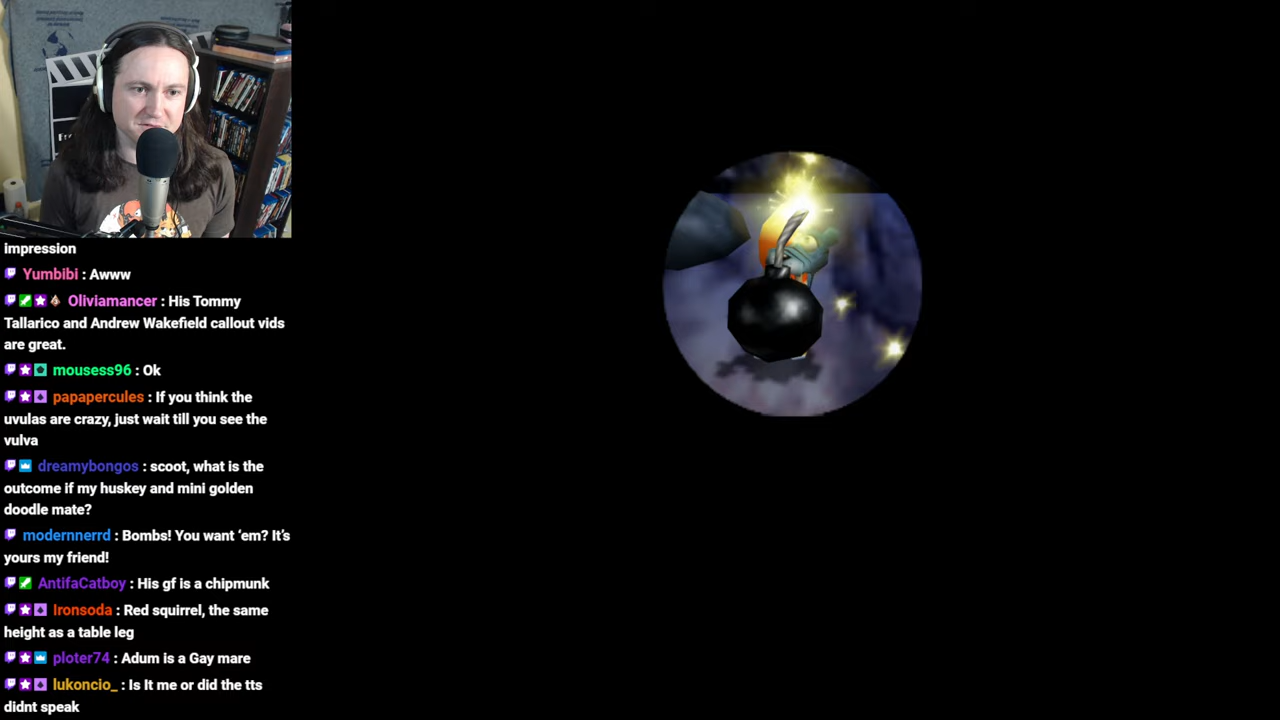 impression
Yumbibi : Awww
Oliviamancer : His Tommy
Tallarico and Andrew Wakefield callout vids
are great.
mousess96 : Ok
papapercules : If you think the
uvulas are crazy, just wait till you see the
vulva
dreamybongos : scoot, what is the
outcome if my huskey and mini golden
doodle mate?
modernnerrd : Bombs! You want ‘em? It’s
yours my friend!
AntifaCatboy : His gf is a chipmunk
Ironsoda : Red squirrel, the same
height as a table leg
ploter74 : Adum is a Gay mare
lukoncio_ : Is It me or did the tts
didnt speak